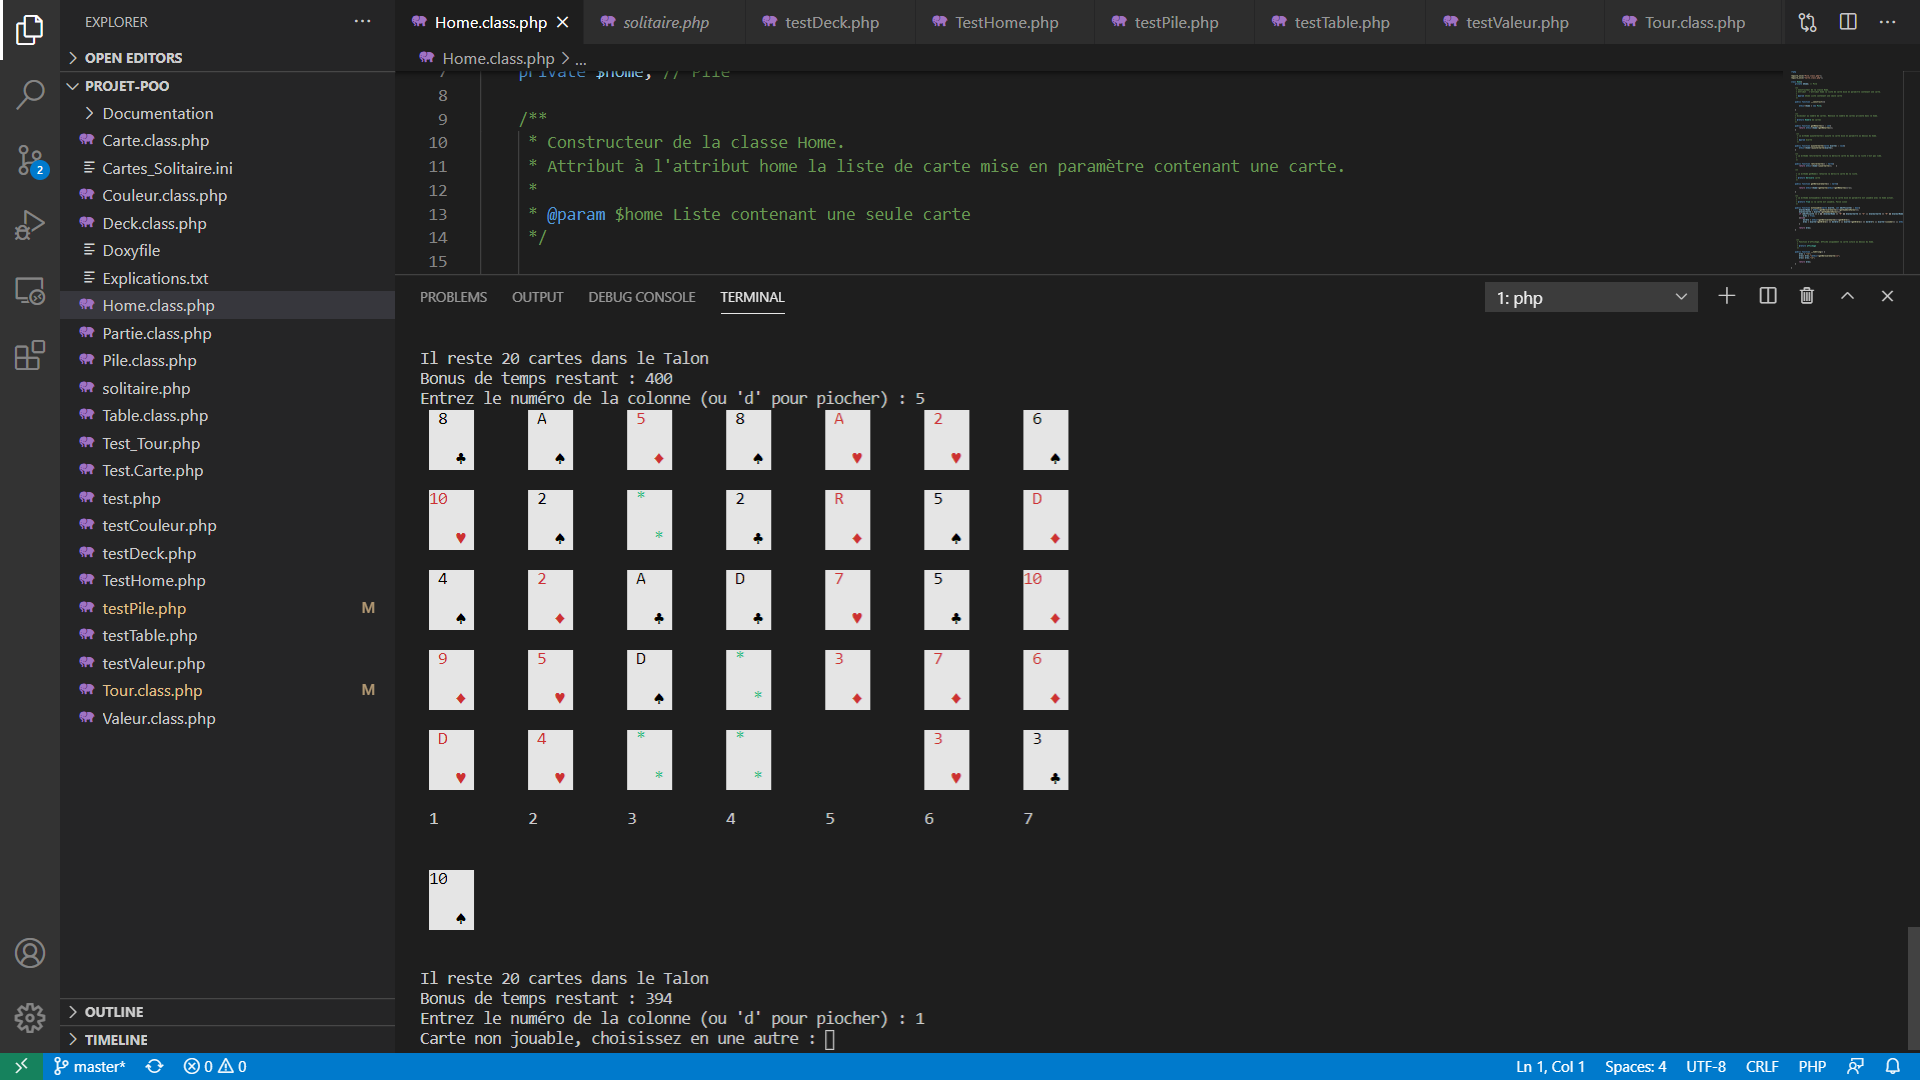 EXPLORER
OPEN EDITORS
PROJET-POO
Documentation
Carte.class.php
Cartes_Solitaire.ini
Couleur.class.php
Deck.class.php
Doxyfile
Explications.txt
Home.class.php
Partie.class.php
Pile.class.php
solitaire.php
Table.class.php
Test_Tour.php
Test.Carte.php
test.php
testCouleur.php
testDeck.php
TestHome.php
testPile.php M
testTable.php
testValeur.php
Tour.class.php M
Valeur.class.php
OUTLINE
TIMELINE
2
Home.class.php solitaire.php testDeck.php TestHome.php testPile.php testTable.php testValeur.php Tour.class.php
Home.class.php > ...
7 private $home; // Pile
8
9 /**
10 * Constructeur de la classe Home.
11 * Attribut à l'attribut home la liste de carte mise en paramètre contenant une carte.
12 *
13 * @param $home Liste contenant une seule carte
14 */
15
PROBLEMS OUTPUT DEBUG CONSOLE TERMINAL 1: php
Il reste 20 cartes dans le Talon
Bonus de temps restant : 400
Entrez le numéro de la colonne (ou 'd' pour piocher) : 5
8 A 5 8 A 2 6
♣ ♠ ♦ ♠ ♥ ♥ ♠
10 2 * 2 R 5 D
♥ ♠ * ♣ ♦ ♠ ♦
4 2 A D 7 5 10
♠ ♦ ♣ ♣ ♥ ♣ ♦
9 5 D * 3 7 6
♦ ♥ ♠ * ♦ ♦ ♦
D 4 * * 3 3
♥ ♥ * * ♥ ♣
1 2 3 4 5 6 7
10
♠
Il reste 20 cartes dans le Talon
Bonus de temps restant : 394
Entrez le numéro de la colonne (ou 'd' pour piocher) : 1
Carte non jouable, choisissez en une autre :
master* 0 0 Ln 1, Col 1 Spaces: 4 UTF-8 CRLF PHP